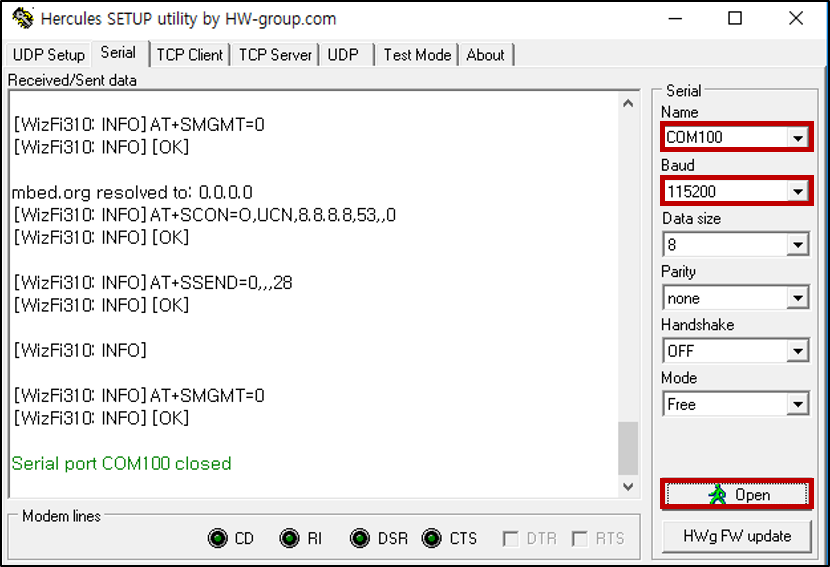 Hercules SETUP utility by HW-group.com
UDP Setup Serial TCP Client TCP Server UDP Test Mode About
Received/Sent data
[WizFi310: INFO] AT+SMGMT=0
[WizFi310: INFO] [OK]
mbed.org resolved to: 0.0.0.0
[WizFi310: INFO] AT+SCON=O,UCN,8.8.8.8,53,,0
[WizFi310: INFO] [OK]
[WizFi310: INFO] AT+SSEND=0,,,28
[WizFi310: INFO] [OK]
[WizFi310: INFO]
[WizFi310: INFO] AT+SMGMT=0
[WizFi310: INFO] [OK]
Serial port COM100 closed
Modem lines
CD RI DSR CTS DTR RTS
Serial
Name
COM100
Baud
115200
Data size
8
Parity
none
Handshake
OFF
Mode
Free
Open
HWg FW update